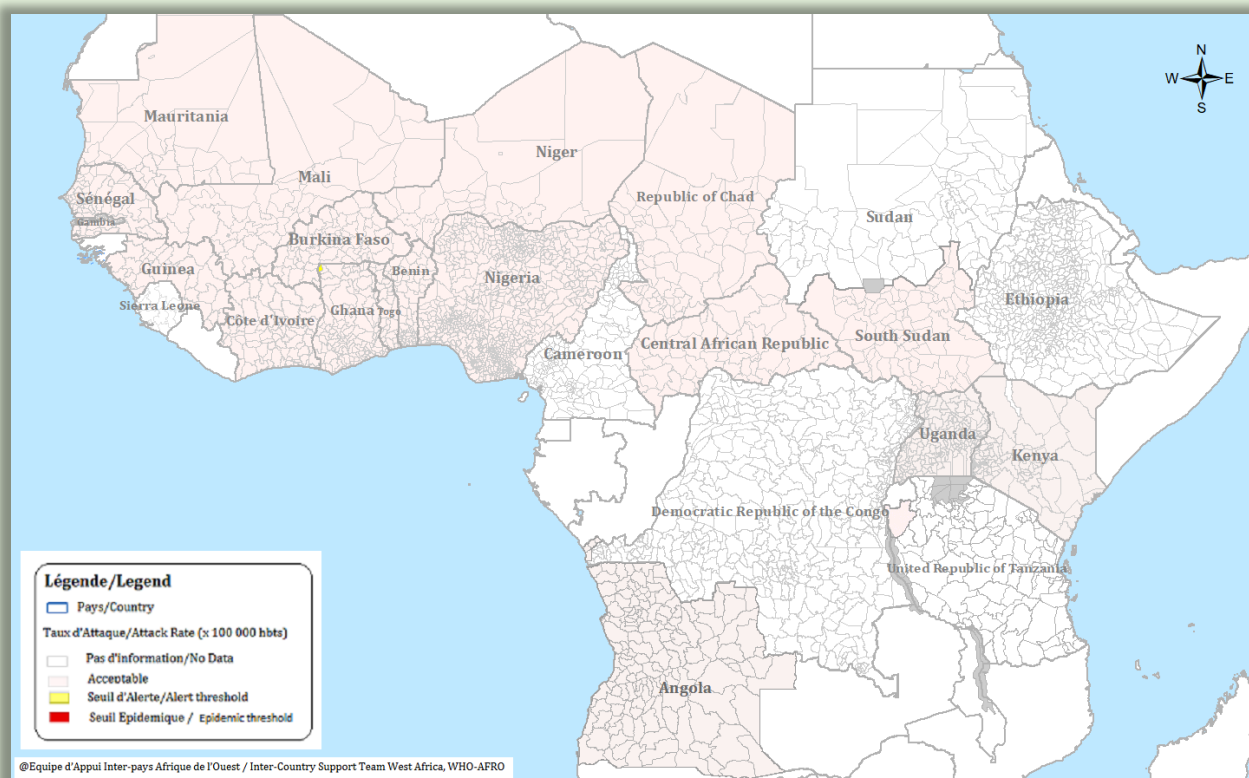 N
W E
S
Mauritania
Mali
Niger
Republic of Chad
Sénégal
Gambia
Sudan
Burkina Faso
Guinea
Benin
Nigeria
Ethiopia
Sierra Leone
Côte d'Ivoire
Ghana
Togo
Cameroon
Central African Republic
South Sudan
Uganda
Kenya
Democratic Republic of the Congo
United Republic of Tanzania
Angola
Légende/Legend
Pays/Country
Taux d'Attaque/Attack Rate (x 100 000 hbts)
Pas d'information/No Data
Acceptable
Seuil d'Alerte/Alert threshold
Seuil Epidemique / Epidemic threshold
@Equipe d'Appui Inter-pays Afrique de l'Ouest / Inter-Country Support Team West Africa, WHO-AFRO